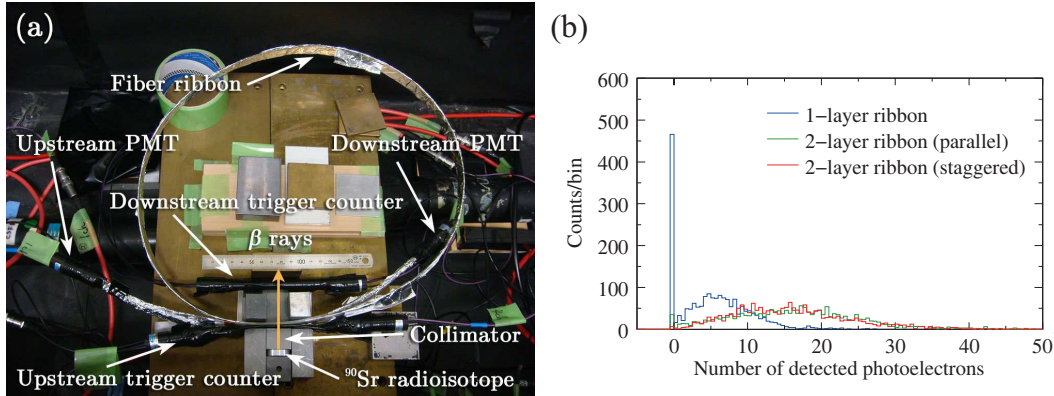 (a)
Fiber ribbon
Upstream PMT
Downstream PMT
Downstream trigger counter
β rays
Collimator
Upstream trigger counter
⁹⁰Sr radioisotope
(b)
600
500
400
300
200
100
0
Counts/bin
1−layer ribbon
2−layer ribbon (parallel)
2−layer ribbon (staggered)
0 10 20 30 40 50
Number of detected photoelectrons